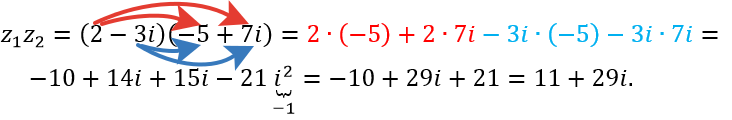 z₁z₂ = (2 − 3i)(−5 + 7i) = 2 · (−5) + 2 · 7i − 3i · (−5) − 3i · 7i =
−10 + 14i + 15i − 21 i² = −10 + 29i + 21 = 11 + 29i.
−1